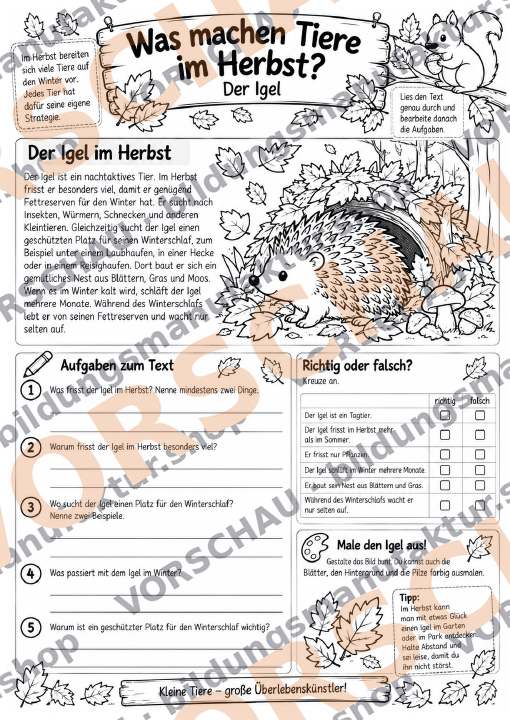 Was machen Tiere
im Herbst?
Der Igel
Im Herbst bereiten
sich viele Tiere auf
den Winter vor.
Jedes Tier hat
dafür seine eigene
Strategie.
Lies den Text
genau durch und
bearbeite danach
die Aufgaben.
Der Igel im Herbst
Der Igel ist ein nachtaktives Tier. Im Herbst
frisst er besonders viel, damit er genügend
Fettreserven für den Winter hat. Er sucht nach
Insekten, Würmern, Schnecken und anderen
Kleintieren. Gleichzeitig sucht der Igel einen
geschützten Platz für seinen Winterschlaf, zum
Beispiel unter einem Laubhaufen, in einer Hecke
oder in einem Reisighaufen. Dort baut er sich ein
gemütliches Nest aus Blättern, Gras und Moos.
Wenn es im Winter kalt wird, schläft der Igel
mehrere Monate. Während des Winterschlafs
lebt er von seinen Fettreserven und wacht nur
selten auf.
Aufgaben zum Text
1 Was frisst der Igel im Herbst? Nenne mindestens zwei Dinge.
2 Warum frisst der Igel im Herbst besonders viel?
3 Wo sucht der Igel einen Platz für den Winterschlaf?
Nenne zwei Beispiele.
4 Was passiert mit dem Igel im Winter?
5 Warum ist ein geschützter Platz für den Winterschlaf wichtig?
Richtig oder falsch?
Kreuze an.
richtig falsch
Der Igel ist ein Tagtier.
Der Igel frisst im Herbst mehr
als im Sommer.
Er frisst nur Pflanzen.
Der Igel schläft im Winter mehrere Monate.
Er baut sein Nest aus Blättern und Gras.
Während des Winterschlafs wacht er
nur selten auf.
Male den Igel aus!
Gestalte das Bild bunt. Du kannst auch die
Blätter, den Hintergrund und die Pilze farbig ausmalen.
Tipp:
Im Herbst kann
man mit etwas Glück
einen Igel im Garten
oder im Park entdecken.
Halte Abstand und
sei leise, damit du
ihn nicht störst.
Kleine Tiere – große Überlebenskünstler!
VORSCHAU - bildungsmanufaktur.shop